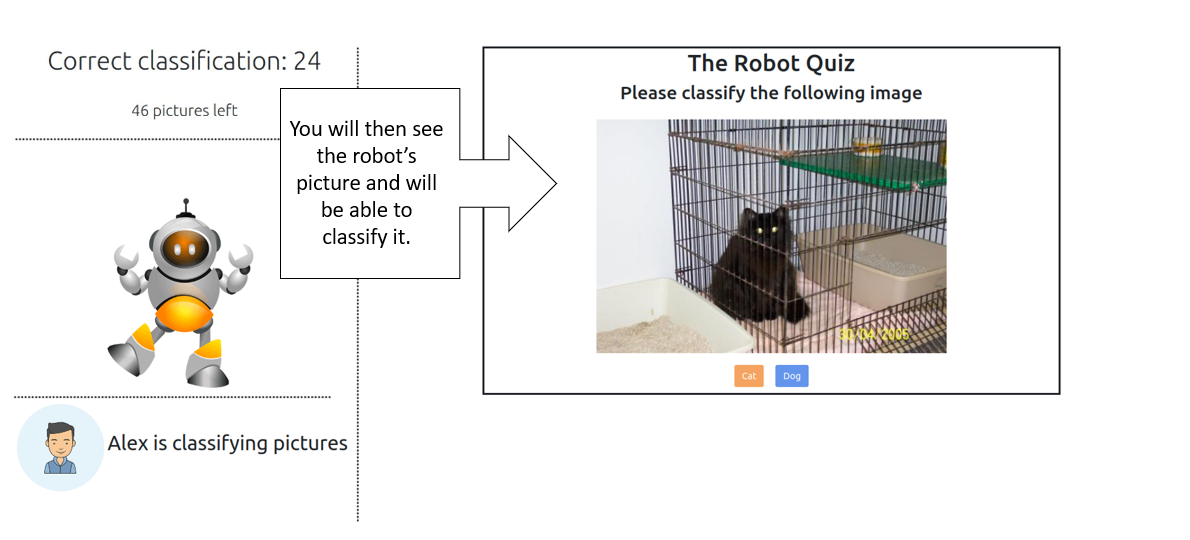 Correct classification: 24
46 pictures left
You will then see
the robot's
picture and will
be able to
classify it.
Alex is classifying pictures
The Robot Quiz
Please classify the following image
30/04/2006
Cat
Dog